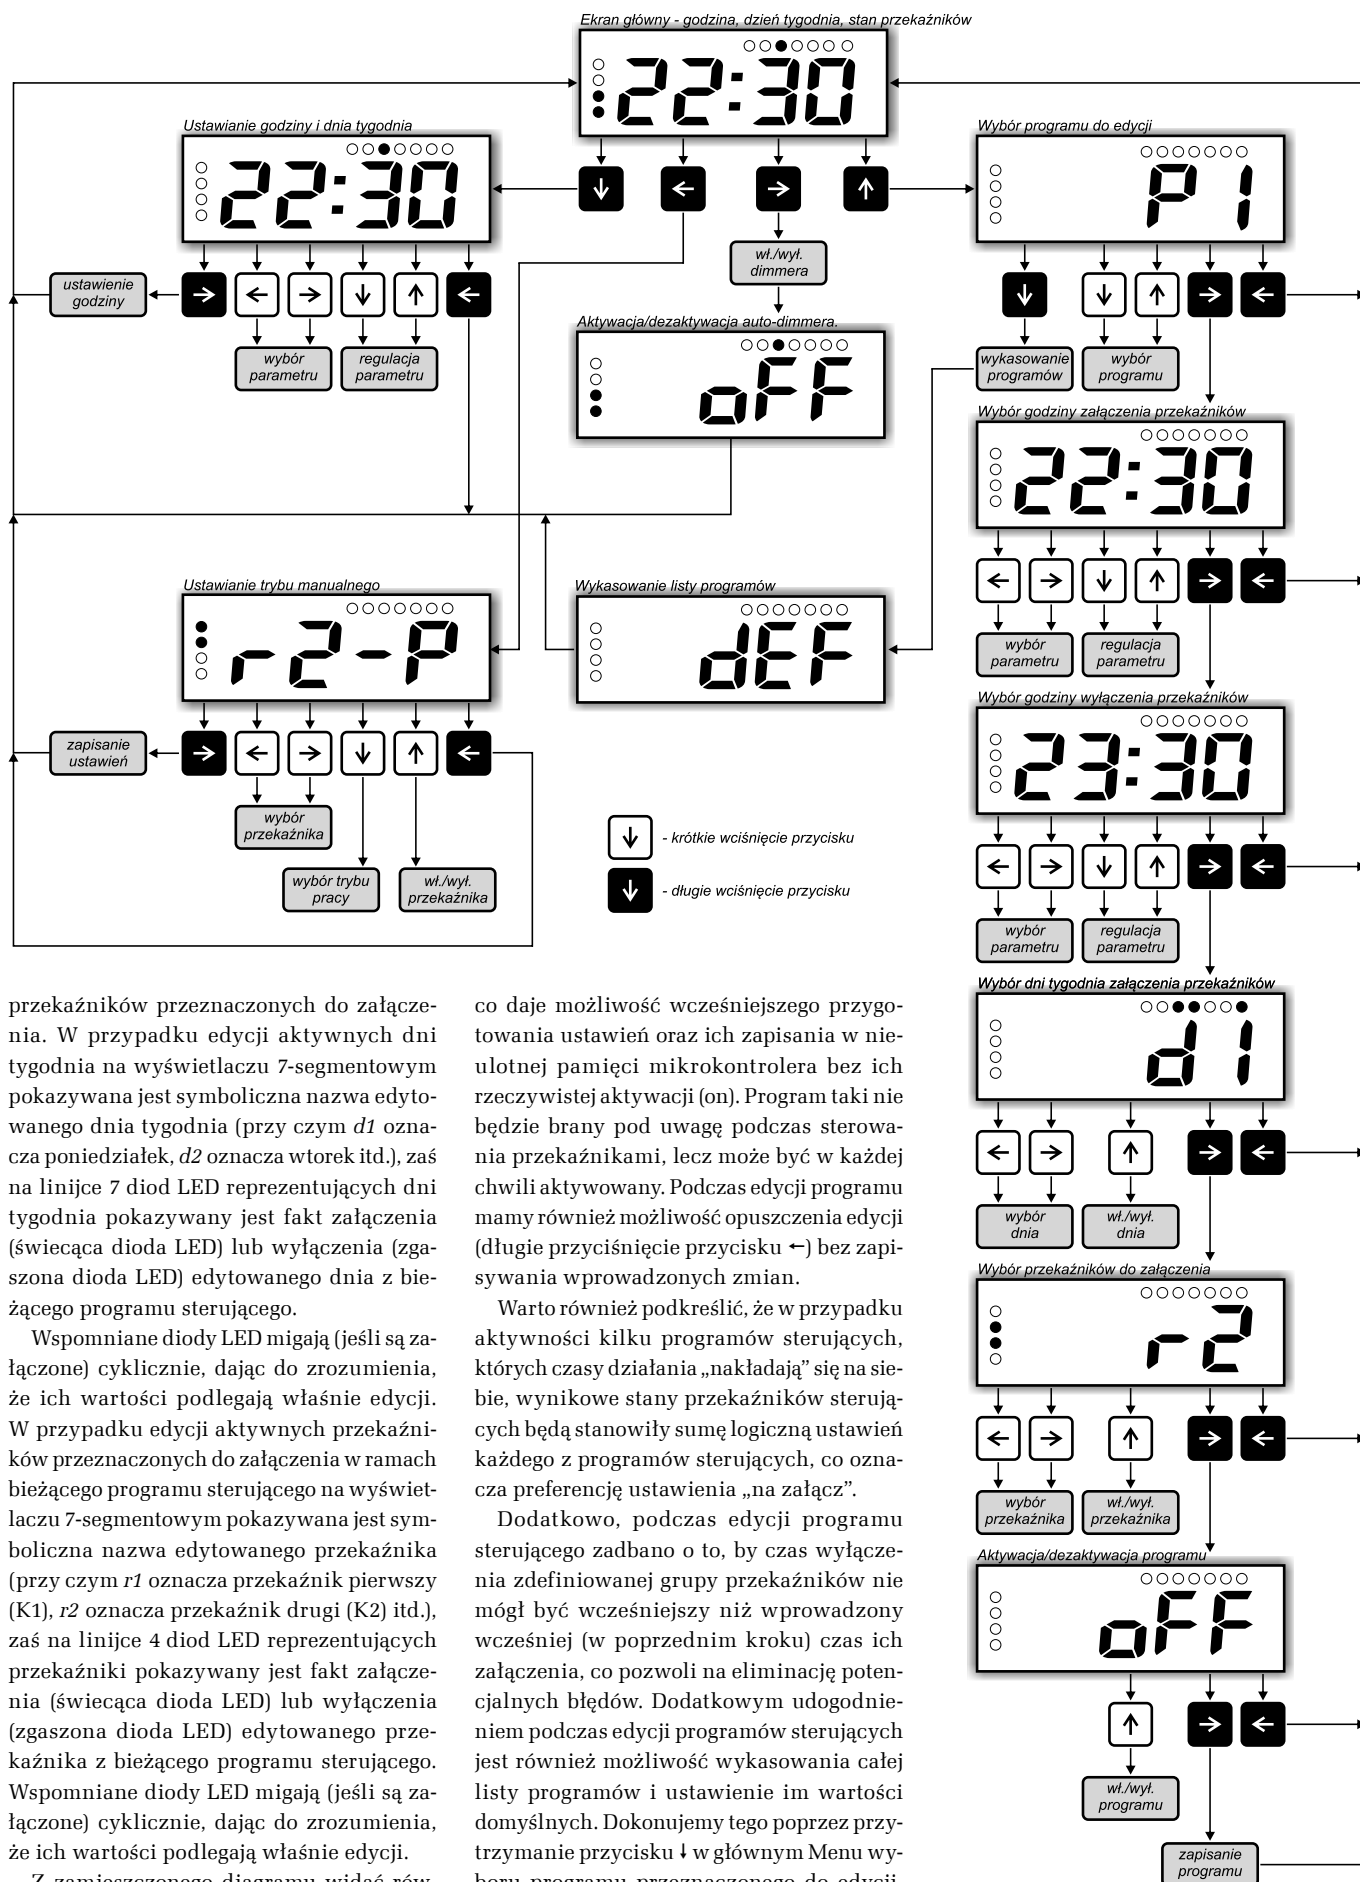 Ekran główny - godzina, dzień tygodnia, stan przekaźników
22:30
Ustawianie godziny i dnia tygodnia
22:30
ustawienie
godziny
wybór
parametru
regulacja
parametru
wł./wył.
dimmera
Aktywacja/dezaktywacja auto-dimmera.
oFF
Wybór programu do edycji
P1
wykasowanie
programów
wybór
programu
Wybór godziny załączenia przekaźników
22:30
wybór
parametru
regulacja
parametru
Ustawianie trybu manualnego
r2-P
zapisanie
ustawień
wybór
przekaźnika
wybór trybu
pracy
wł./wył.
przekaźnika
Wykasowanie listy programów
dEF
- krótkie wciśnięcie przycisku
- długie wciśnięcie przycisku
Wybór godziny wyłączenia przekaźników
23:30
wybór
parametru
regulacja
parametru
Wybór dni tygodnia załączenia przekaźników
d1
wybór
dnia
wł./wył.
dnia
Wybór przekaźników do załączenia
r2
wybór
przekaźnika
wł./wył.
przekaźnika
Aktywacja/dezaktywacja programu
oFF
wł./wył.
programu
zapisanie
programu
przekaźników przeznaczonych do załącze-
nia. W przypadku edycji aktywnych dni
tygodnia na wyświetlaczu 7-segmentowym
pokazywana jest symboliczna nazwa edyto-
wanego dnia tygodnia (przy czym d1 ozna-
cza poniedziałek, d2 oznacza wtorek itd.), zaś
na linijce 7 diod LED reprezentujących dni
tygodnia pokazywany jest fakt załączenia
(świecąca dioda LED) lub wyłączenia (zga-
szona dioda LED) edytowanego dnia z bie-
żącego programu sterującego.
Wspomniane diody LED migają (jeśli są za-
łączone) cyklicznie, dając do zrozumienia,
że ich wartości podlegają właśnie edycji.
W przypadku edycji aktywnych przekaźni-
ków przeznaczonych do załączenia w ramach
bieżącego programu sterującego na wyświet-
laczu 7-segmentowym pokazywana jest sym-
boliczna nazwa edytowanego przekaźnika
(przy czym r1 oznacza przekaźnik pierwszy
(K1), r2 oznacza przekaźnik drugi (K2) itd.),
zaś na linijce 4 diod LED reprezentujących
przekaźniki pokazywany jest fakt załącze-
nia (świecąca dioda LED) lub wyłączenia
(zgaszona dioda LED) edytowanego prze-
kaźnika z bieżącego programu sterującego.
Wspomniane diody LED migają (jeśli są za-
łączone) cyklicznie, dając do zrozumienia,
że ich wartości podlegają właśnie edycji.
Z zamieszczonego diagramu widać rów-
co daje możliwość wcześniejszego przygo-
towania ustawień oraz ich zapisania w nie-
ulotnej pamięci mikrokontrolera bez ich
rzeczywistej aktywacji (on). Program taki nie
będzie brany pod uwagę podczas sterowa-
nia przekaźnikami, lecz może być w każdej
chwili aktywowany. Podczas edycji programu
mamy również możliwość opuszczenia edycji
(długie przyciśnięcie przycisku ←) bez zapi-
sywania wprowadzonych zmian.
Warto również podkreślić, że w przypadku
aktywności kilku programów sterujących,
których czasy działania „nakładają” się na sie-
bie, wynikowe stany przekaźników sterują-
cych będą stanowiły sumę logiczną ustawień
każdego z programów sterujących, co ozna-
cza preferencję ustawienia „na załącz”.
Dodatkowo, podczas edycji programu
sterującego zadbano o to, by czas wyłącze-
nia zdefiniowanej grupy przekaźników nie
mógł być wcześniejszy niż wprowadzony
wcześniej (w poprzednim kroku) czas ich
załączenia, co pozwoli na eliminację poten-
cjalnych błędów. Dodatkowym udogodnie-
niem podczas edycji programów sterujących
jest również możliwość wykasowania całej
listy programów i ustawienie im wartości
domyślnych. Dokonujemy tego poprzez przy-
trzymanie przycisku ↓ w głównym Menu wy-
boru programu przeznaczonego do edycji.